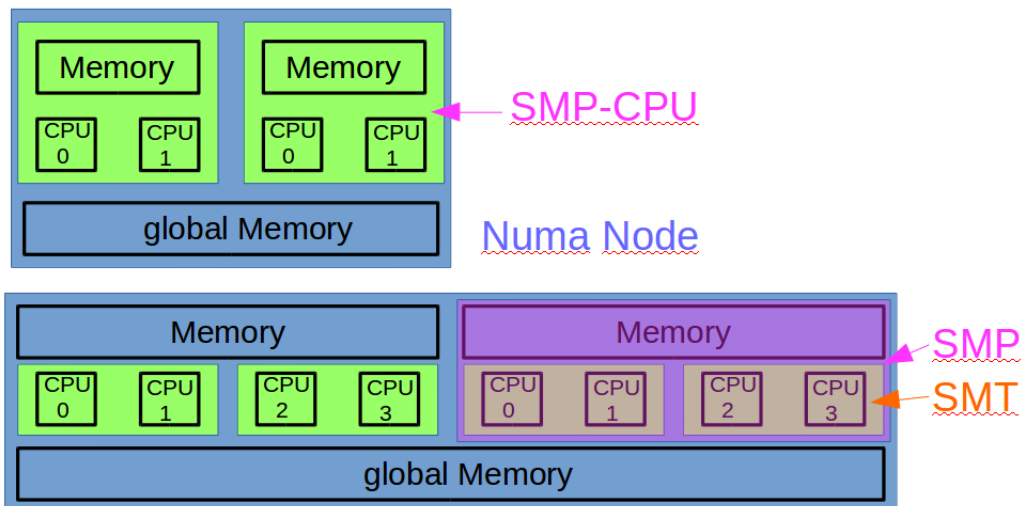 Memory
Memory
SMP-CPU
CPU
0
CPU
1
CPU
0
CPU
1
global Memory
Numa Node
Memory
Memory
SMP
CPU
0
CPU
1
CPU
2
CPU
3
CPU
0
CPU
1
CPU
2
CPU
3
SMT
global Memory